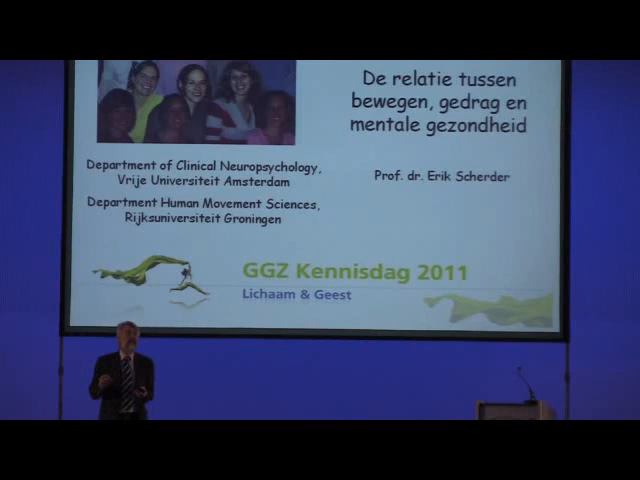 De relatie tussen
bewegen, gedrag en
mentale gezondheid
Department of Clinical Neuropsychology,
Vrije Universiteit Amsterdam
Prof. dr. Erik Scherder
Department Human Movement Sciences,
Rijksuniversiteit Groningen
GGZ Kennisdag 2011
Lichaam & Geest